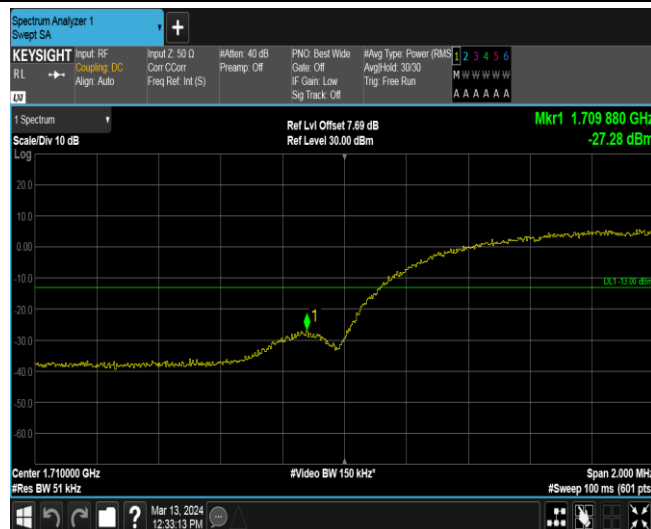 Spectrum Analyzer 1
Swept SA
KEYSIGHT
RL
LXI
Input: RF
Coupling: DC
Align: Auto
Input Z: 50 Ω
Corr CCorr
Freq Ref: Int (S)
#Atten: 40 dB
Preamp: Off
PNO: Best Wide
Gate: Off
IF Gain: Low
Sig Track: Off
#Avg Type: Power (RMS
Avg|Hold: 30/30
Trig: Free Run
1 2 3 4 5 6
M W W W W W
A A A A A A
1 Spectrum
Scale/Div 10 dB
Log
Ref Lvl Offset 7.69 dB
Ref Level 30.00 dBm
Mkr1 1.709 880 GHz
-27.28 dBm
20.0
10.0
0.00
-10.0
DL1 -13.00 dBm
-20.0
1
-30.0
-40.0
-50.0
-60.0
Center 1.710000 GHz
#Video BW 150 kHz*
Span 2.000 MHz
#Res BW 51 kHz
#Sweep 100 ms (601 pts)
?
Mar 13, 2024
12:33:13 PM